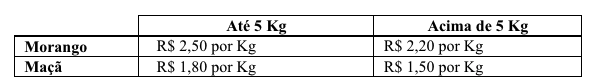 Até 5 Kg Acima de 5 Kg
Morango R$ 2,50 por Kg R$ 2,20 por Kg
Maçã R$ 1,80 por Kg R$ 1,50 por Kg